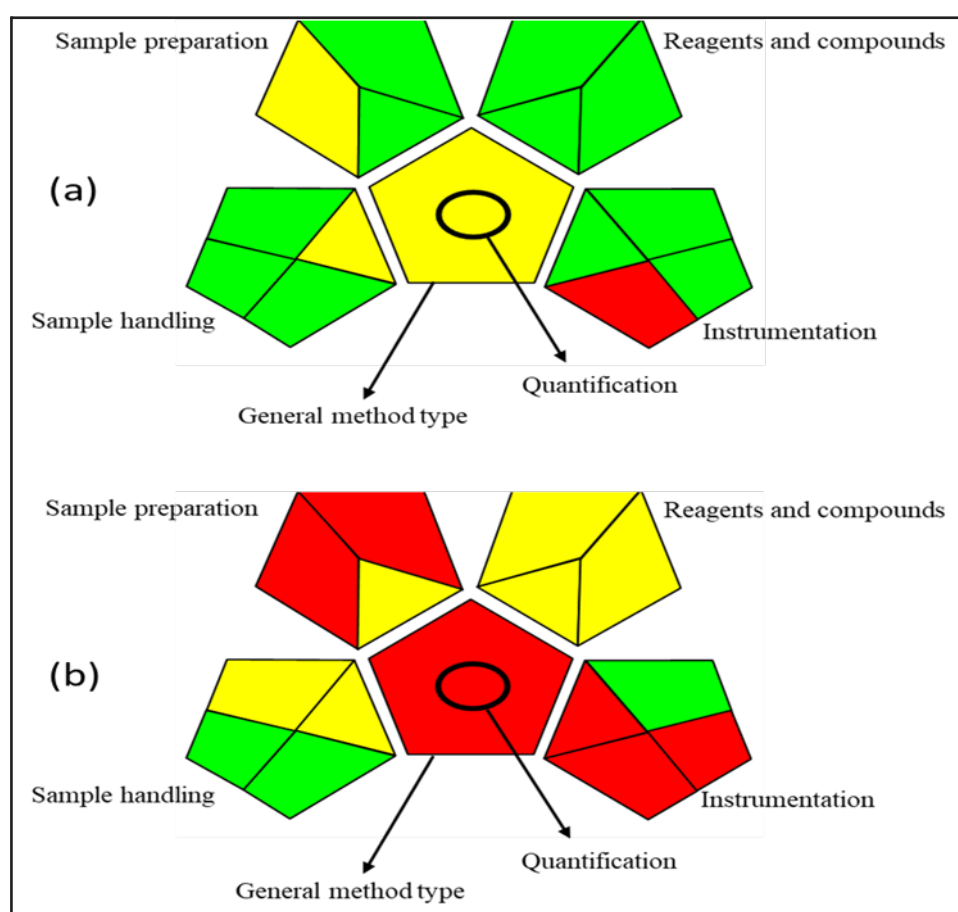 Sample preparation
Reagents and compounds
(a)
Sample handling
Instrumentation
Quantification
General method type
Sample preparation
Reagents and compounds
(b)
Sample handling
Instrumentation
Quantification
General method type